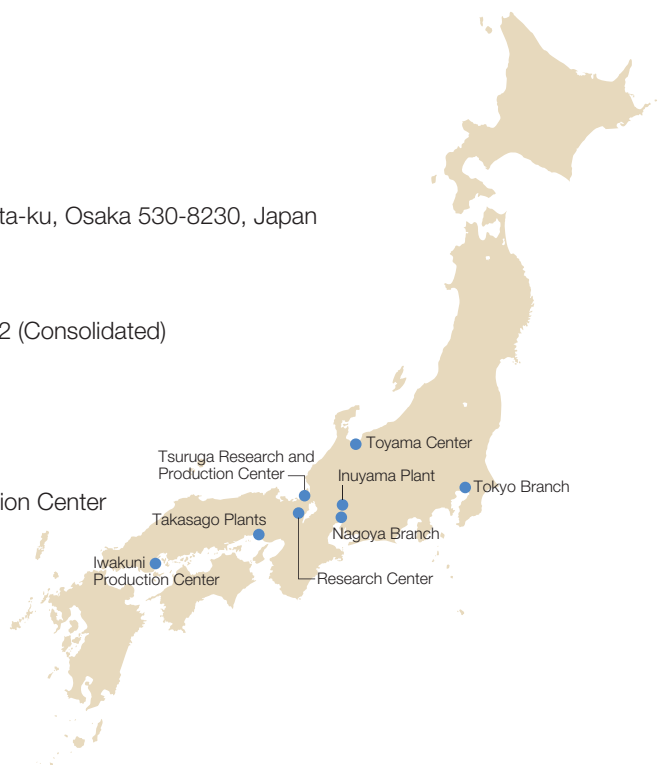 ta-ku, Osaka 530-8230, Japan
2 (Consolidated)
tion Center
Toyama Center
Tsuruga Research and
Production Center
Inuyama Plant
Tokyo Branch
Takasago Plants
Nagoya Branch
Iwakuni
Production Center
Research Center